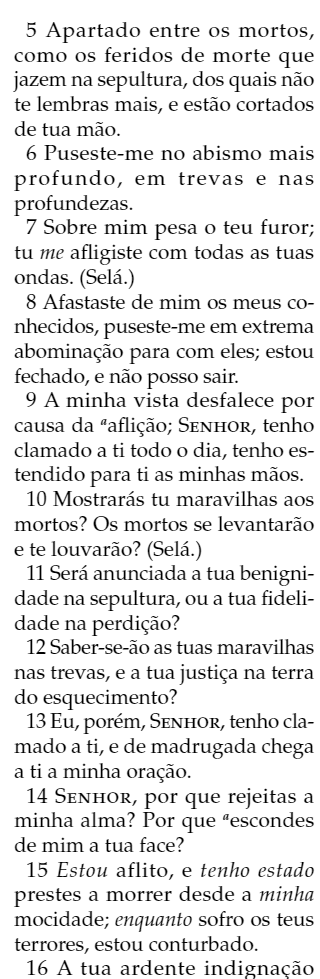 5 Apartado entre os mortos,
como os feridos de morte que
jazem na sepultura, dos quais não
te lembras mais, e estão cortados
de tua mão.
6 Puseste-me no abismo mais
profundo, em trevas e nas
profundezas.
7 Sobre mim pesa o teu furor;
tu me afligiste com todas as tuas
ondas. (Selá.)
8 Afastaste de mim os meus co-
nhecidos, puseste-me em extrema
abominação para com eles; estou
fechado, e não posso sair.
9 A minha vista desfalece por
causa da ᵃaflição; SENHOR, tenho
clamado a ti todo o dia, tenho es-
tendido para ti as minhas mãos.
10 Mostrarás tu maravilhas aos
mortos? Os mortos se levantarão
e te louvarão? (Selá.)
11 Será anunciada a tua benigni-
dade na sepultura, ou a tua fideli-
dade na perdição?
12 Saber-se-ão as tuas maravilhas
nas trevas, e a tua justiça na terra
do esquecimento?
13 Eu, porém, SENHOR, tenho cla-
mado a ti, e de madrugada chega
a ti a minha oração.
14 SENHOR, por que rejeitas a
minha alma? Por que ᵃescondes
de mim a tua face?
15 Estou aflito, e tenho estado
prestes a morrer desde a minha
mocidade; enquanto sofro os teus
terrores, estou conturbado.
16 A tua ardente indignação